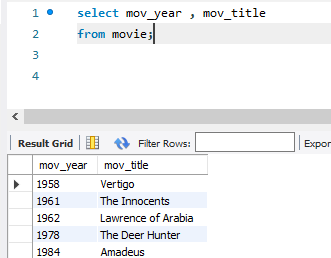 1 select mov_year , mov_title
2 from movie;
3
4
Result Grid Filter Rows: Expor
mov_year mov_title
1958 Vertigo
1961 The Innocents
1962 Lawrence of Arabia
1978 The Deer Hunter
1984 Amadeus